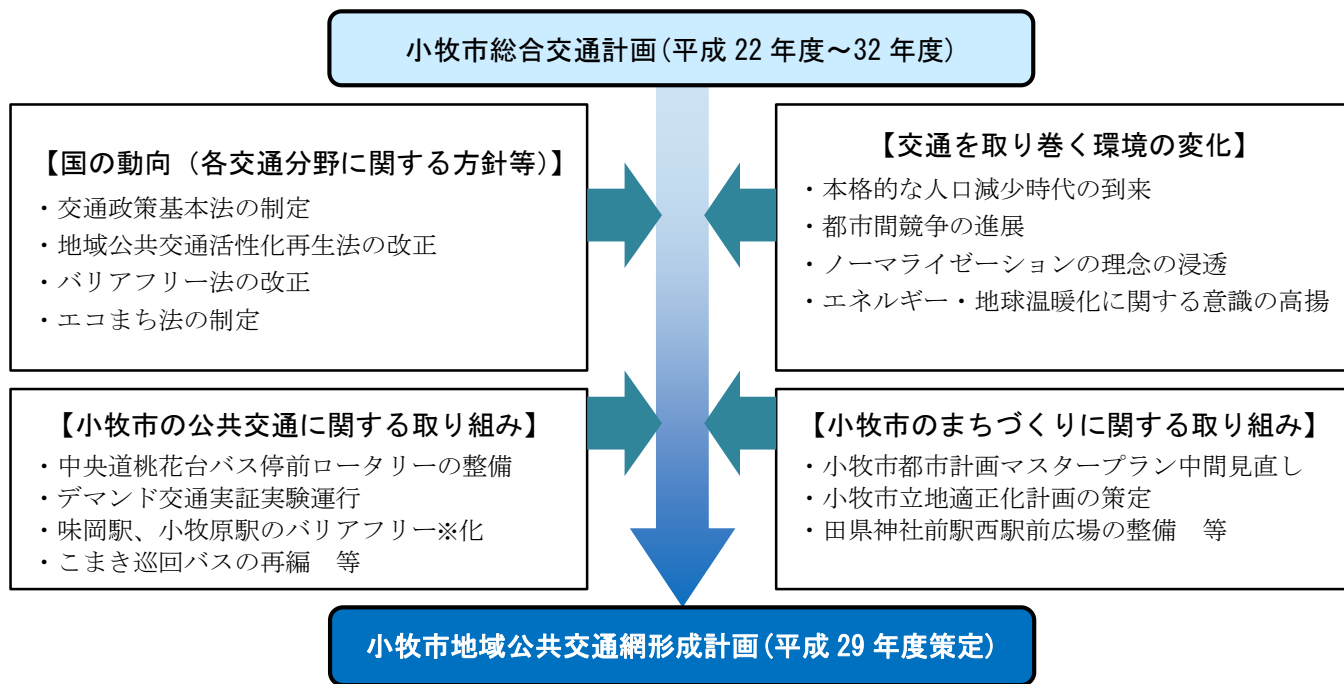 小牧市総合交通計画(平成 22 年度～32 年度)
【国の動向（各交通分野に関する方針等）】
・交通政策基本法の制定
・地域公共交通活性化再生法の改正
・バリアフリー法の改正
・エコまち法の制定
【交通を取り巻く環境の変化】
・本格的な人口減少時代の到来
・都市間競争の進展
・ノーマライゼーションの理念の浸透
・エネルギー・地球温暖化に関する意識の高揚
【小牧市の公共交通に関する取り組み】
・中央道桃花台バス停前ロータリーの整備
・デマンド交通実証実験運行
・味岡駅、小牧原駅のバリアフリー※化
・こまき巡回バスの再編　等
【小牧市のまちづくりに関する取り組み】
・小牧市都市計画マスタープラン中間見直し
・小牧市立地適正化計画の策定
・田県神社前駅西駅前広場の整備　等
小牧市地域公共交通網形成計画(平成 29 年度策定)